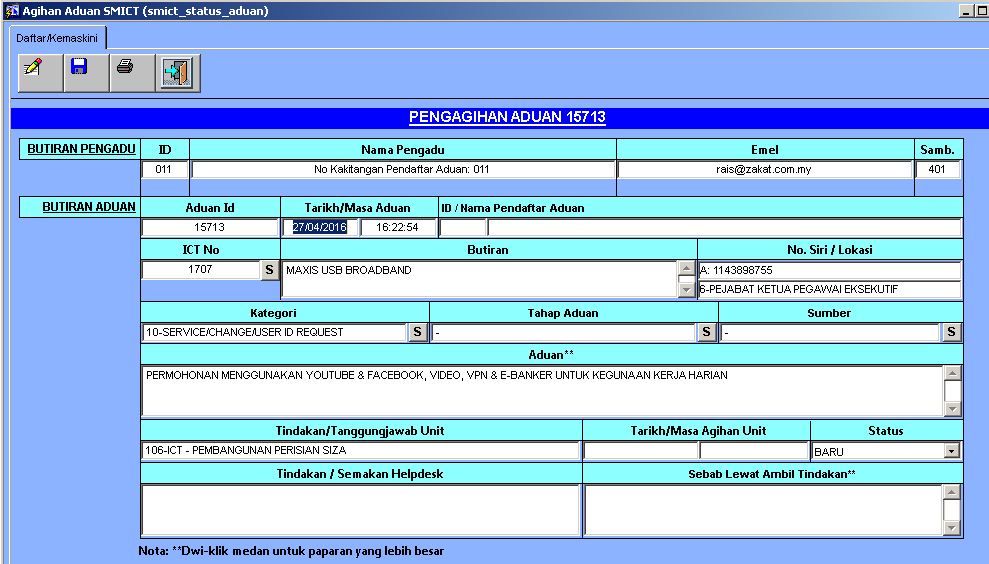 Agihan Aduan SMICT (smict_status_aduan)
Daftar/Kemaskini
PENGAGIHAN ADUAN 15713
BUTIRAN PENGADU ID Nama Pengadu Emel Samb.
011 No Kakitangan Pendaftar Aduan: 011 rais@zakat.com.my 401
BUTIRAN ADUAN Aduan Id Tarikh/Masa Aduan ID / Nama Pendaftar Aduan
15713 27/04/2016 16:22:54
ICT No Butiran No. Siri / Lokasi
1707 S MAXIS USB BROADBAND A: 1143898755
6-PEJABAT KETUA PEGAWAI EKSEKUTIF
Kategori Tahap Aduan Sumber
10-SERVICE/CHANGE/USER ID REQUEST S - S - S
Aduan**
PERMOHONAN MENGGUNAKAN YOUTUBE & FACEBOOK, VIDEO, VPN & E-BANKER UNTUK KEGUNAAN KERJA HARIAN
Tindakan/Tanggungjawab Unit Tarikh/Masa Agihan Unit Status
106-ICT - PEMBANGUNAN PERISIAN SIZA BARU
Tindakan / Semakan Helpdesk Sebab Lewat Ambil Tindakan**
Nota: **Dwi-klik medan untuk paparan yang lebih besar